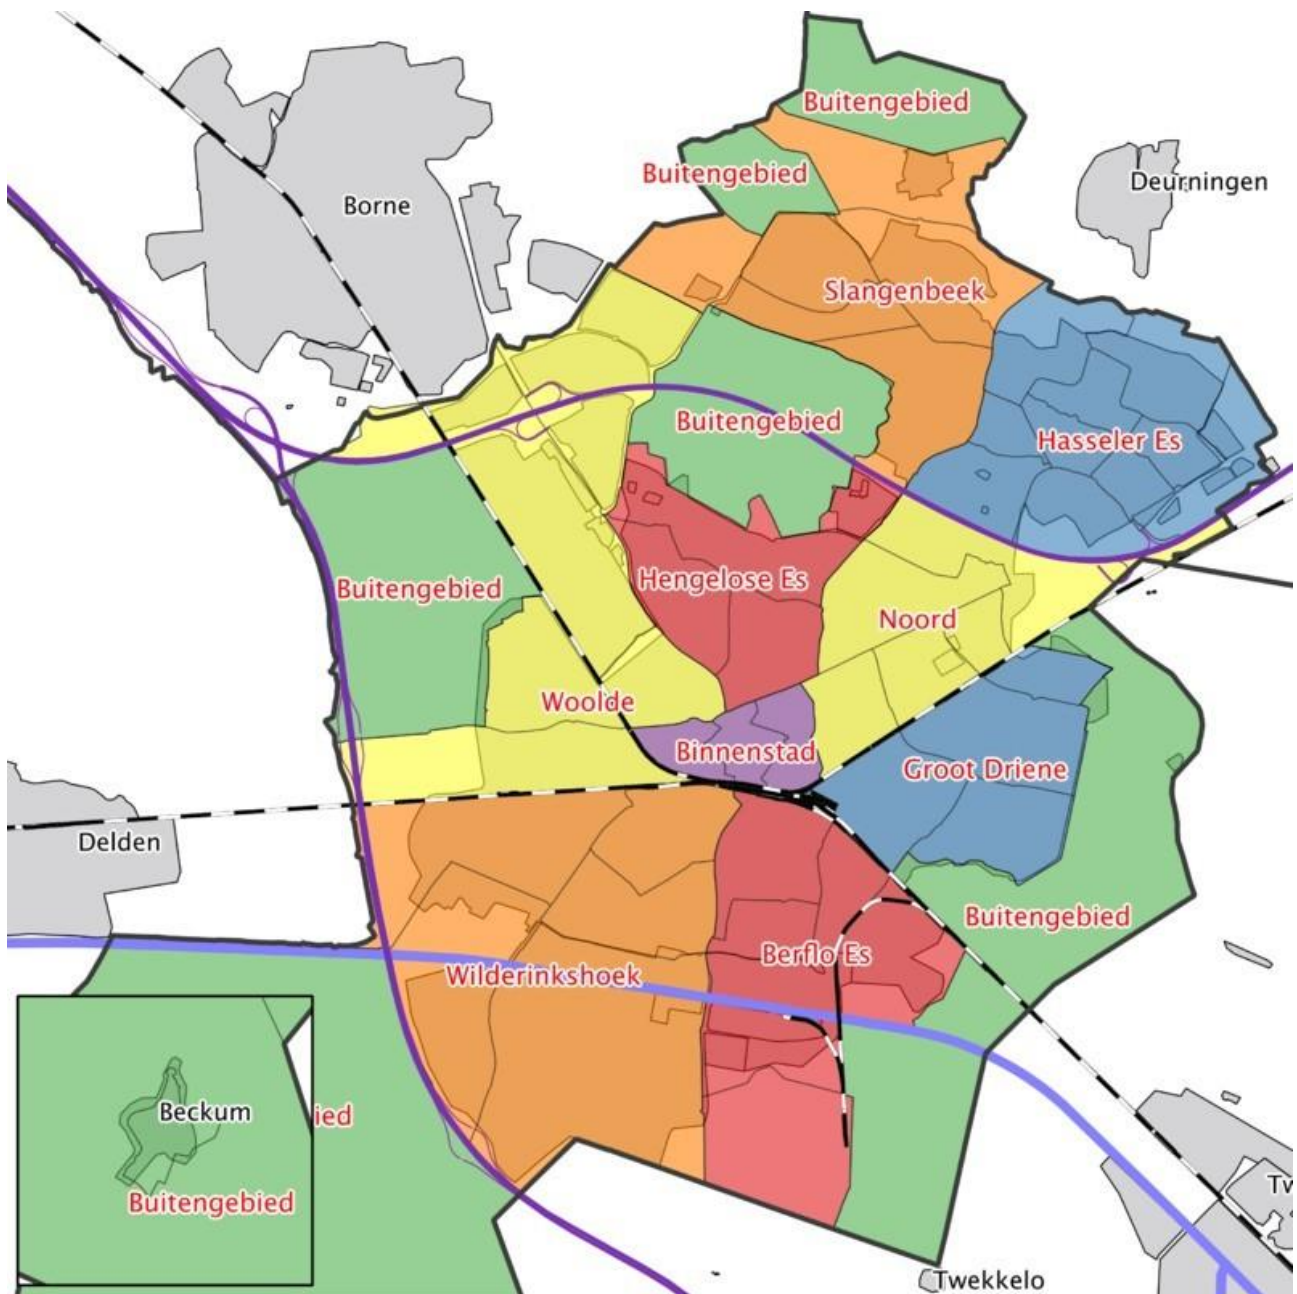 Buitengebied
Buitengebied
Deurningen
Borne
Slangenbeek
Buitengebied
Hasseler Es
Hengelose Es
Buitengebied
Noord
Woolde
Binnenstad
Groot Driene
Delden
Buitengebied
Berflo Es
Wilderinkshoek
Beckum
ied
Buitengebied
Tw
Twekkelo